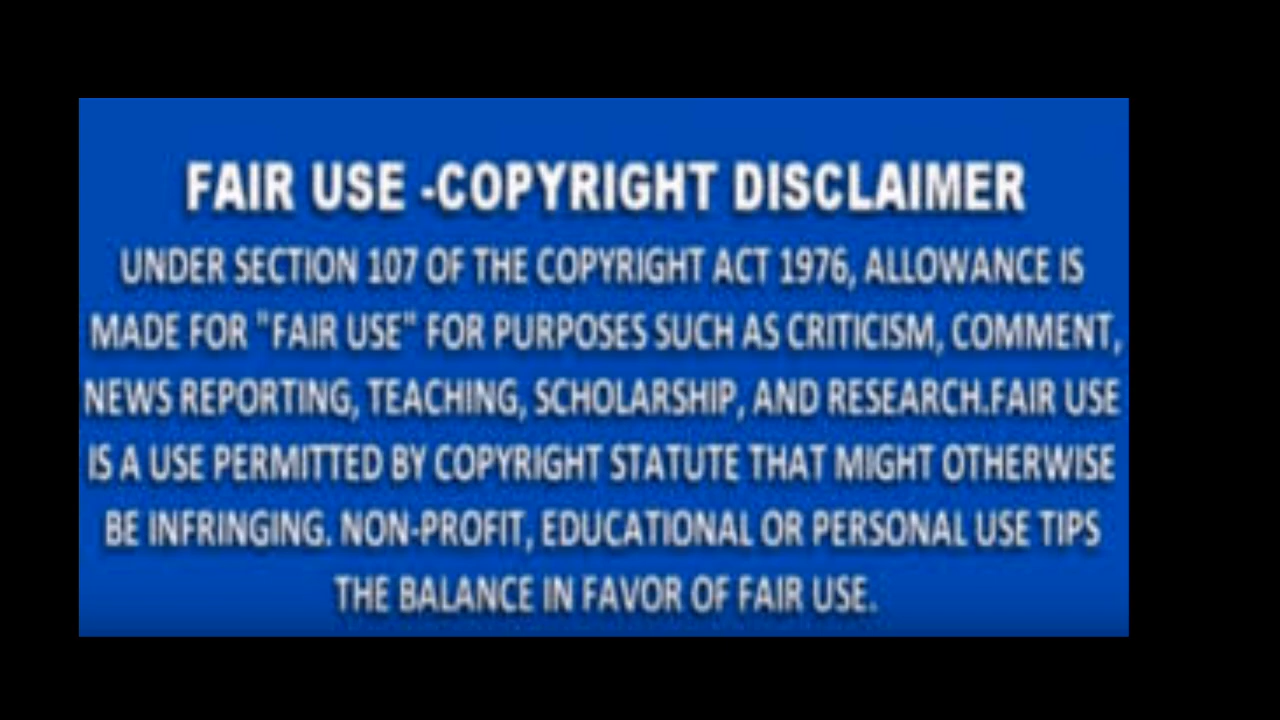 FAIR USE -COPYRIGHT DISCLAIMER
UNDER SECTION 107 OF THE COPYRIGHT ACT 1976, ALLOWANCE IS
MADE FOR "FAIR USE" FOR PURPOSES SUCH AS CRITICISM, COMMENT,
NEWS REPORTING, TEACHING, SCHOLARSHIP, AND RESEARCH.FAIR USE
IS A USE PERMITTED BY COPYRIGHT STATUTE THAT MIGHT OTHERWISE
BE INFRINGING. NON-PROFIT, EDUCATIONAL OR PERSONAL USE TIPS
THE BALANCE IN FAVOR OF FAIR USE.